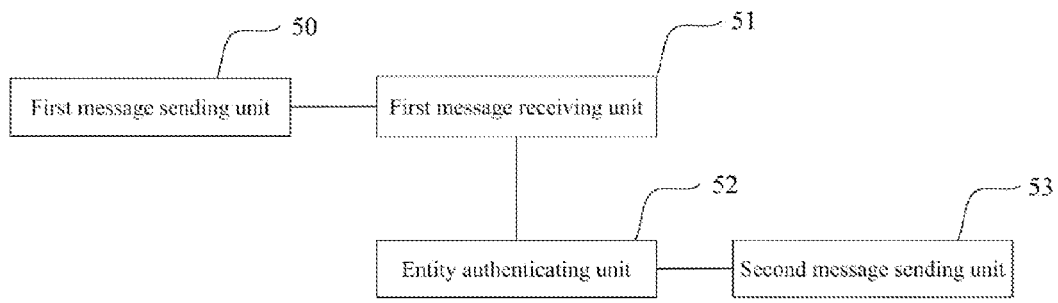 50
51
First message sending unit
First message receiving unit
52
53
Entity authenticating unit
Second message sending unit